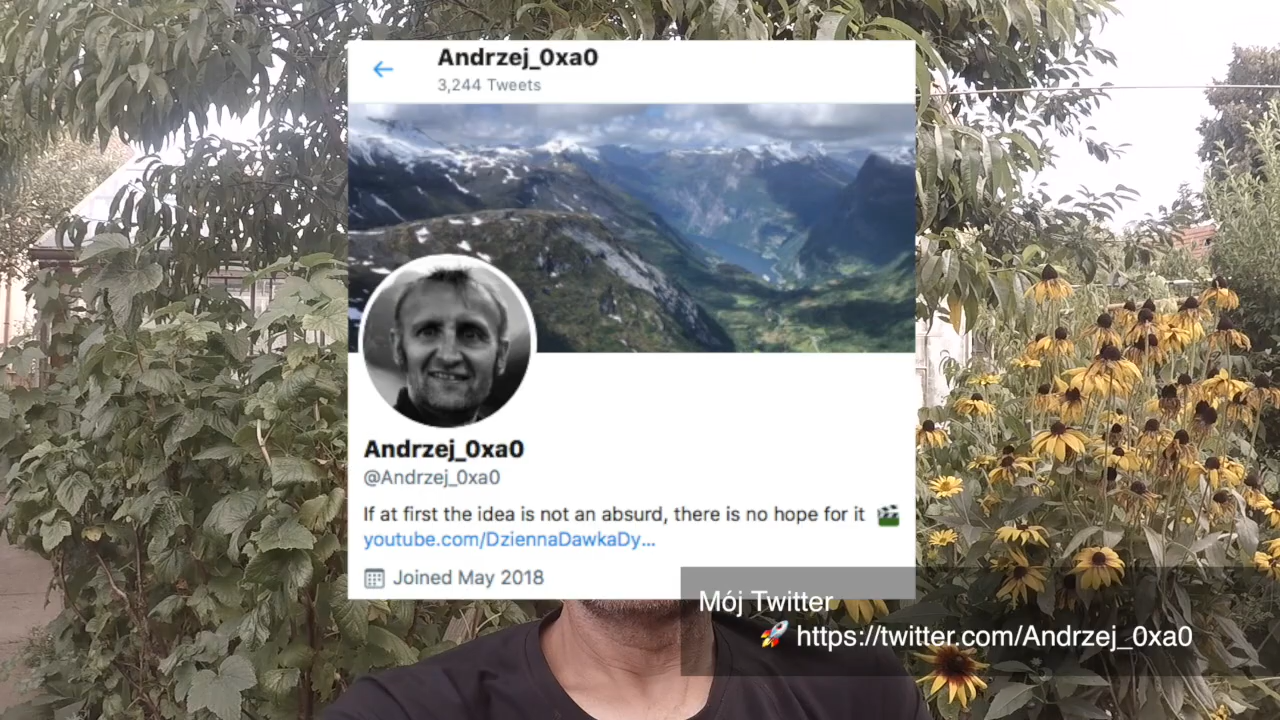 Andrzej_0xa0
3,244 Tweets
Andrzej_0xa0
@Andrzej_0xa0
If at first the idea is not an absurd, there is no hope for it
youtube.com/DziennaDawkaDy...
Joined May 2018
Mój Twitter
https://twitter.com/Andrzej_0xa0